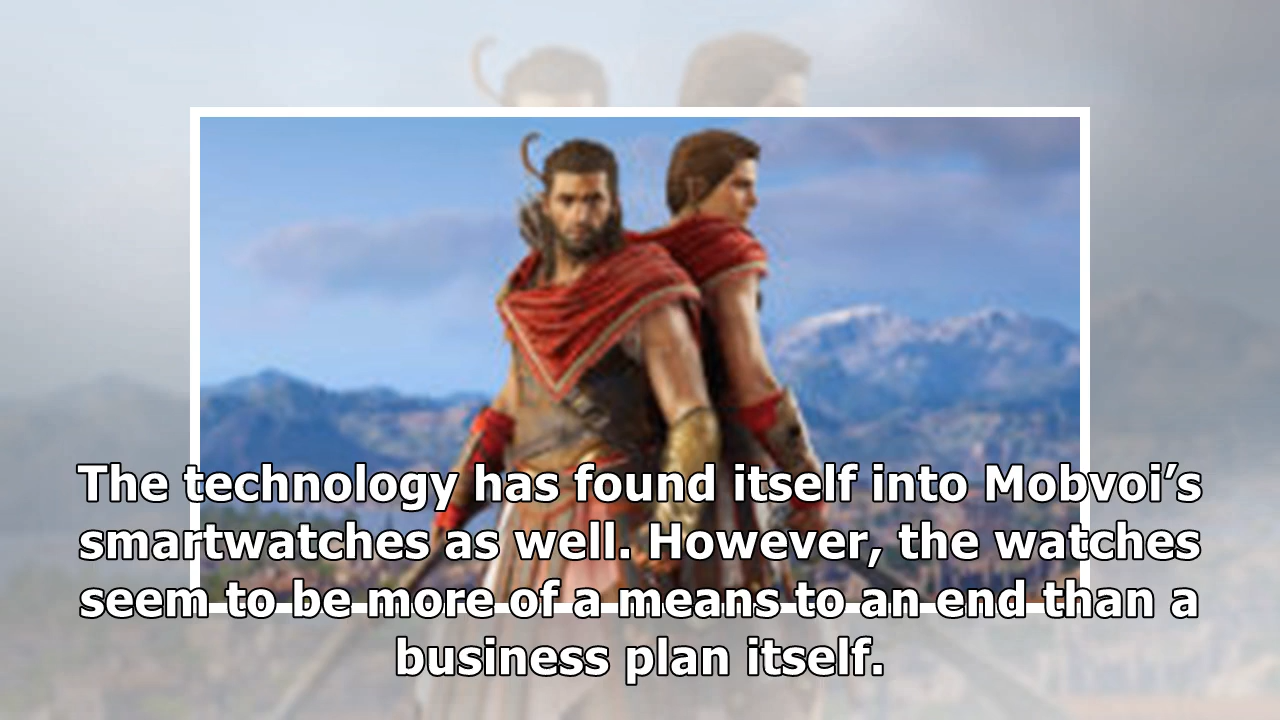 The technology has found itself into Mobvoi’s
smartwatches as well. However, the watches
seem to be more of a means to an end than a
business plan itself.